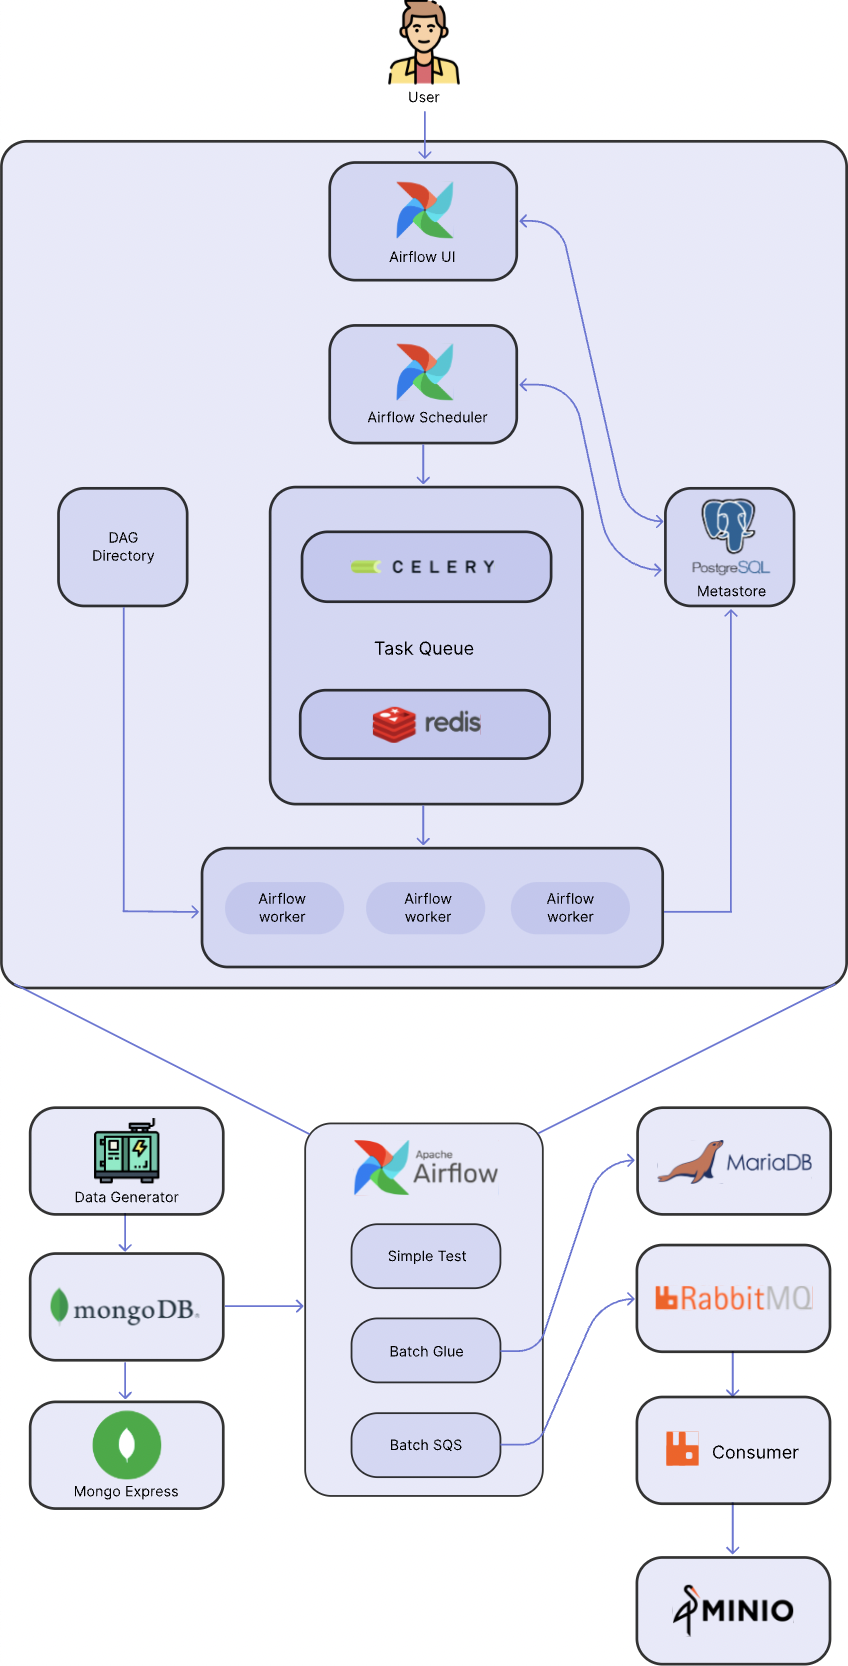 User
Airflow UI
Airflow Scheduler
DAG
Directory
CELERY
Task Queue
redis
PostgreSQL
Metastore
Airflow
worker
Airflow
worker
Airflow
worker
Data Generator
mongoDB®
Mongo Express
Apache
Airflow
Simple Test
Batch Glue
Batch SQS
MariaDB
RabbitMQ
Consumer
MINIO